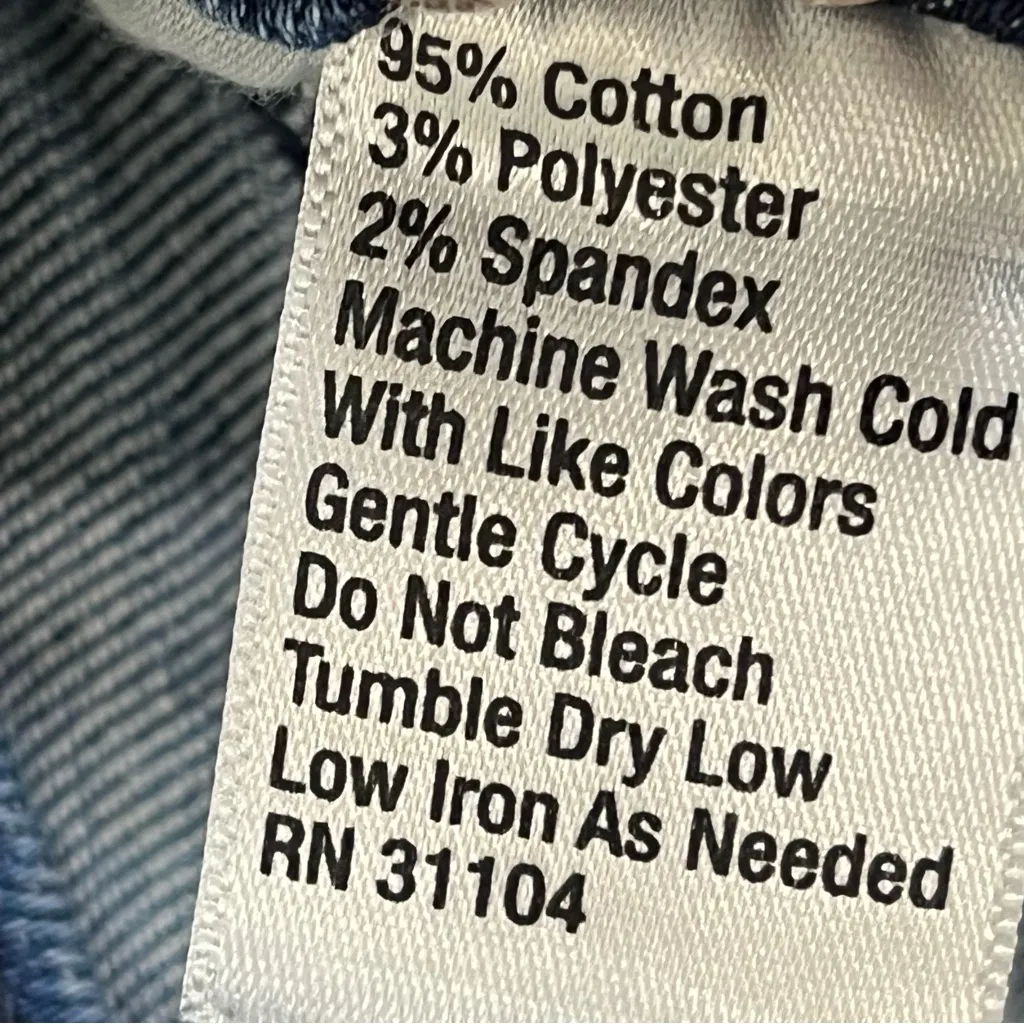 95% Cotton
3% Polyester
2% Spandex
Machine Wash Cold
With Like Colors
Gentle Cycle
Do Not Bleach
Tumble Dry Low
Low Iron As Needed
RN 31104